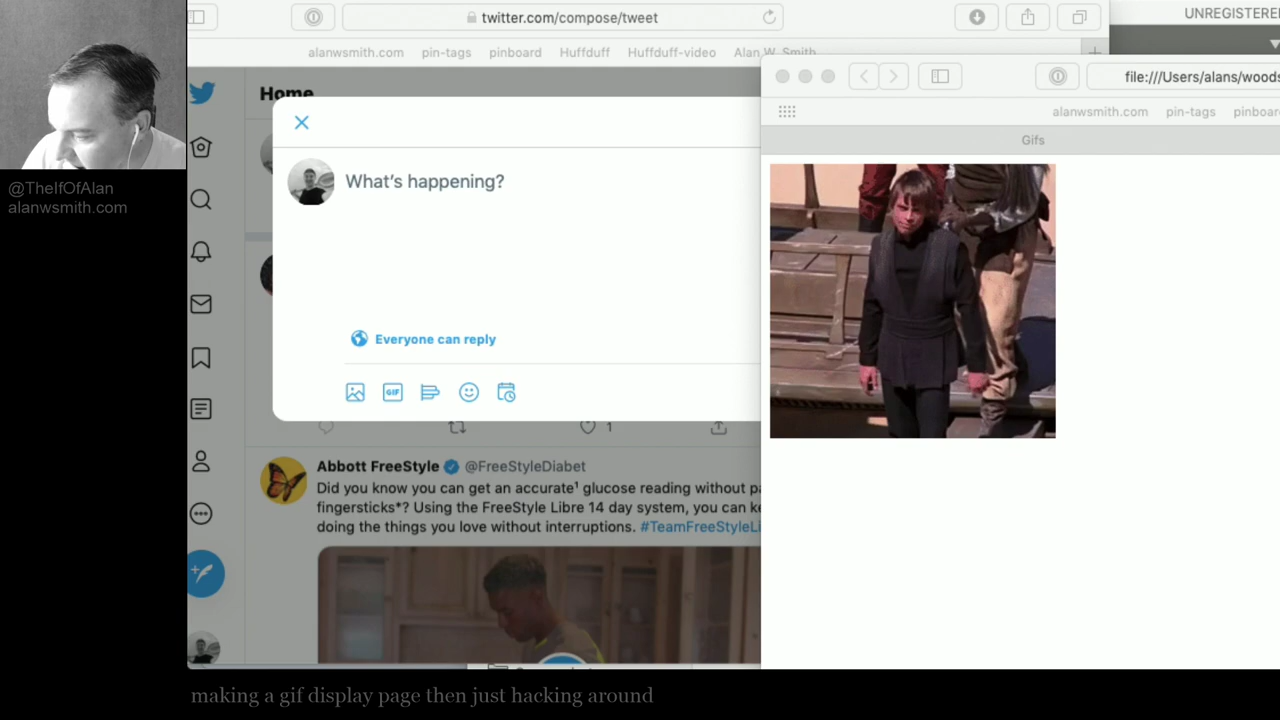 twitter.com/compose/tweet
UNREGISTERE
alanwsmith.com pin-tags pinboard Huffduff Huffduff-video Alan W. Smith
file:///Users/alans/woods
alanwsmith.com pin-tags pinboar
Gifs
Home
What's happening?
@TheIfOfAlan
alanwsmith.com
Everyone can reply
GIF
1
Abbott FreeStyle @FreeStyleDiabet
Did you know you can get an accurate¹ glucose reading without pa
fingersticks*? Using the FreeStyle Libre 14 day system, you can ke
doing the things you love without interruptions. #TeamFreeStyleLi
making a gif display page then just hacking around